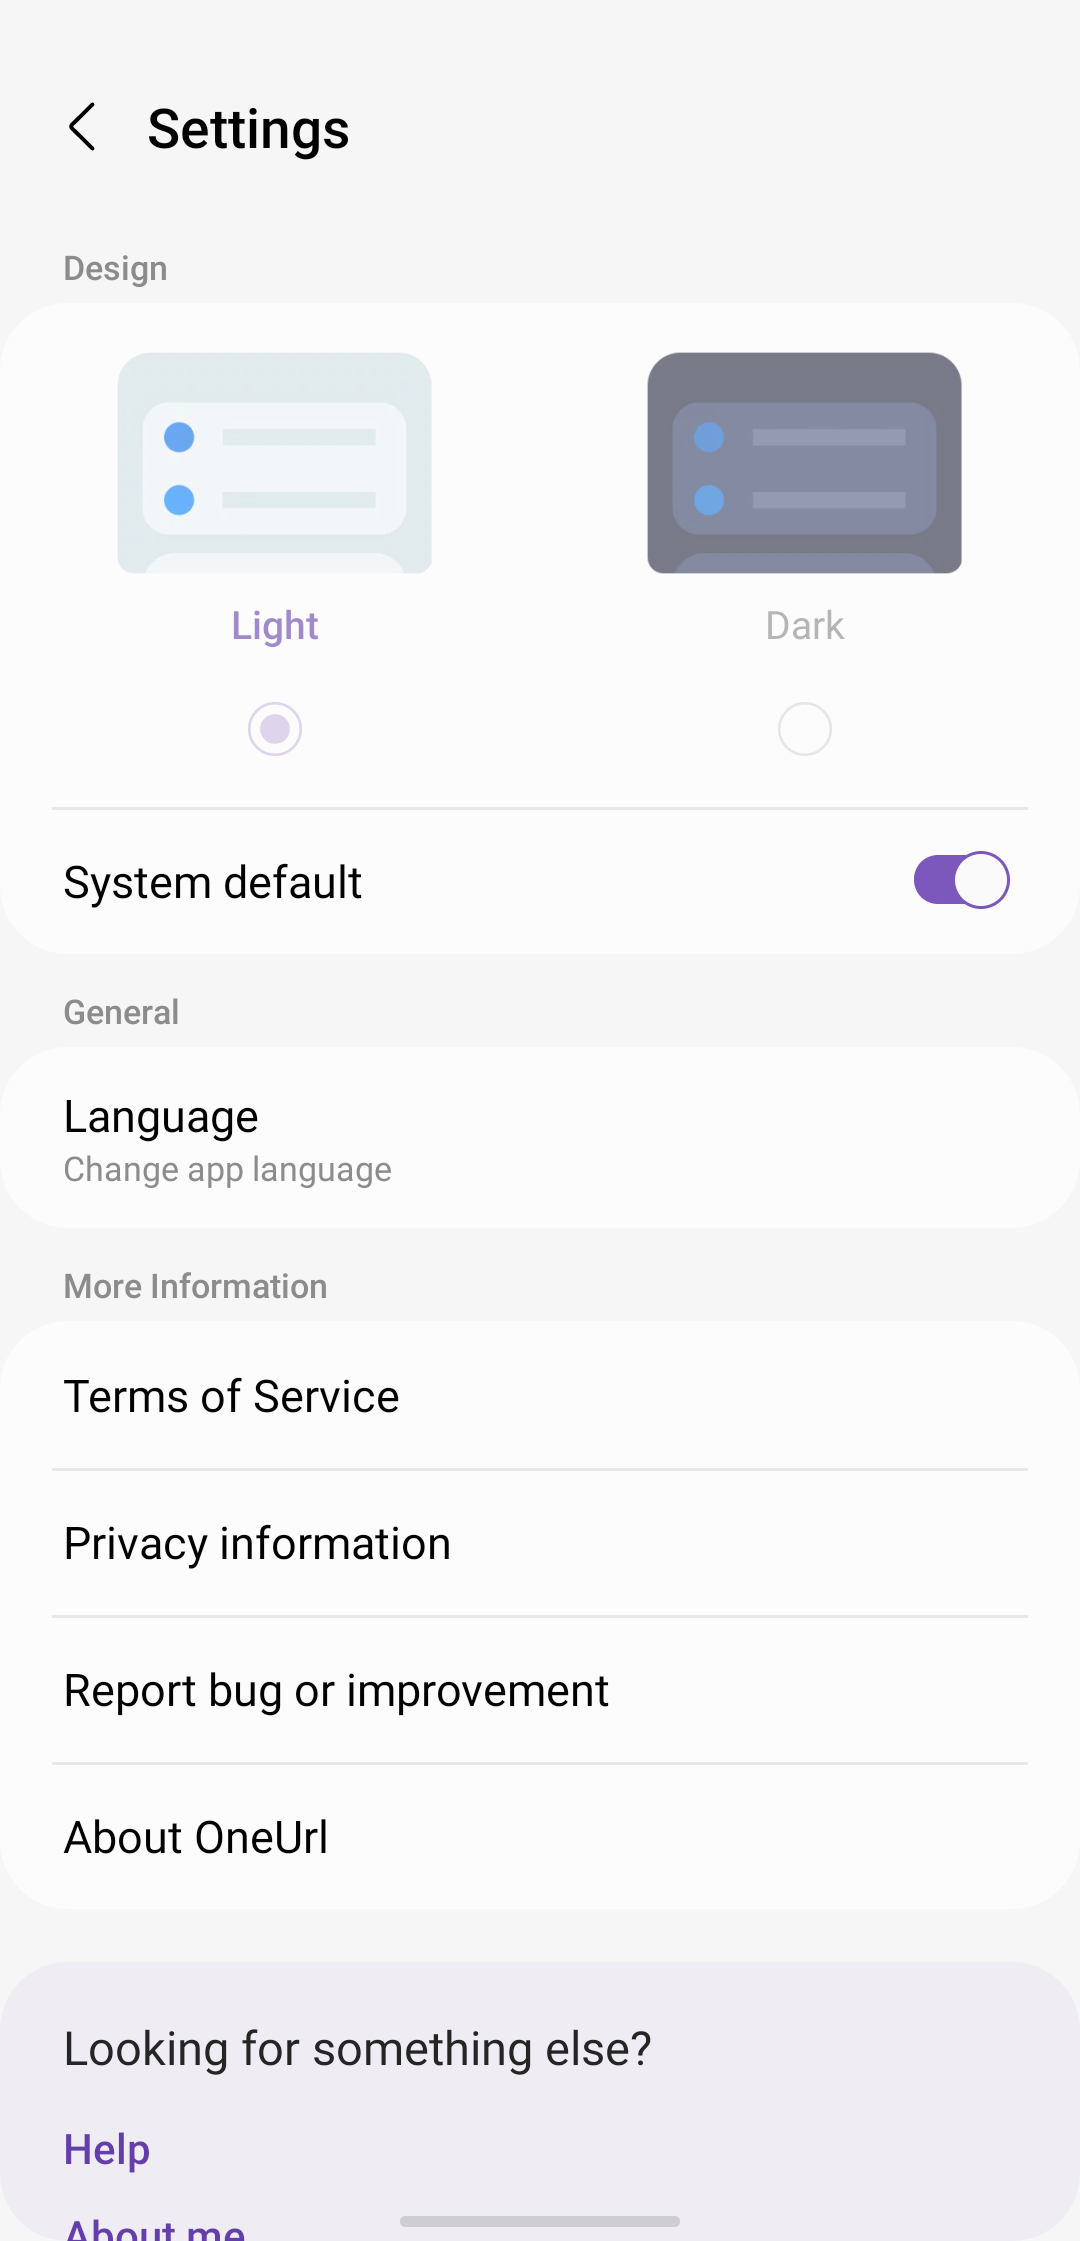 Settings
Design
Light
Dark
System default
General
Language
Change app language
More Information
Terms of Service
Privacy information
Report bug or improvement
About OneUrl
Looking for something else?
Help
About me